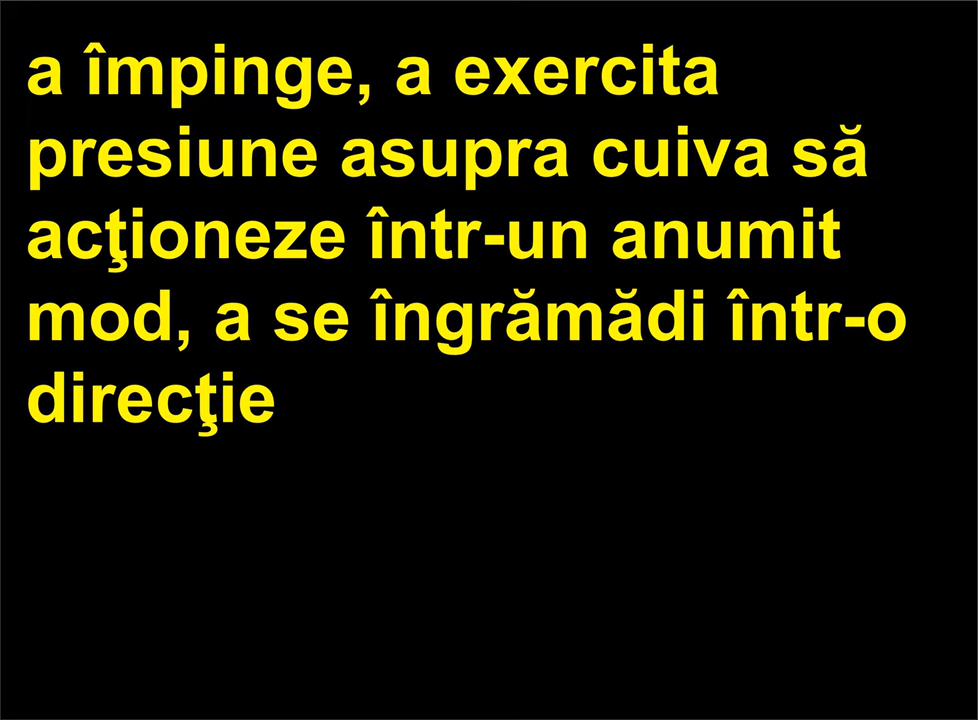 a împinge, a exercita
presiune asupra cuiva să
acţioneze într-un anumit
mod, a se îngrămădi într-o
direcţie